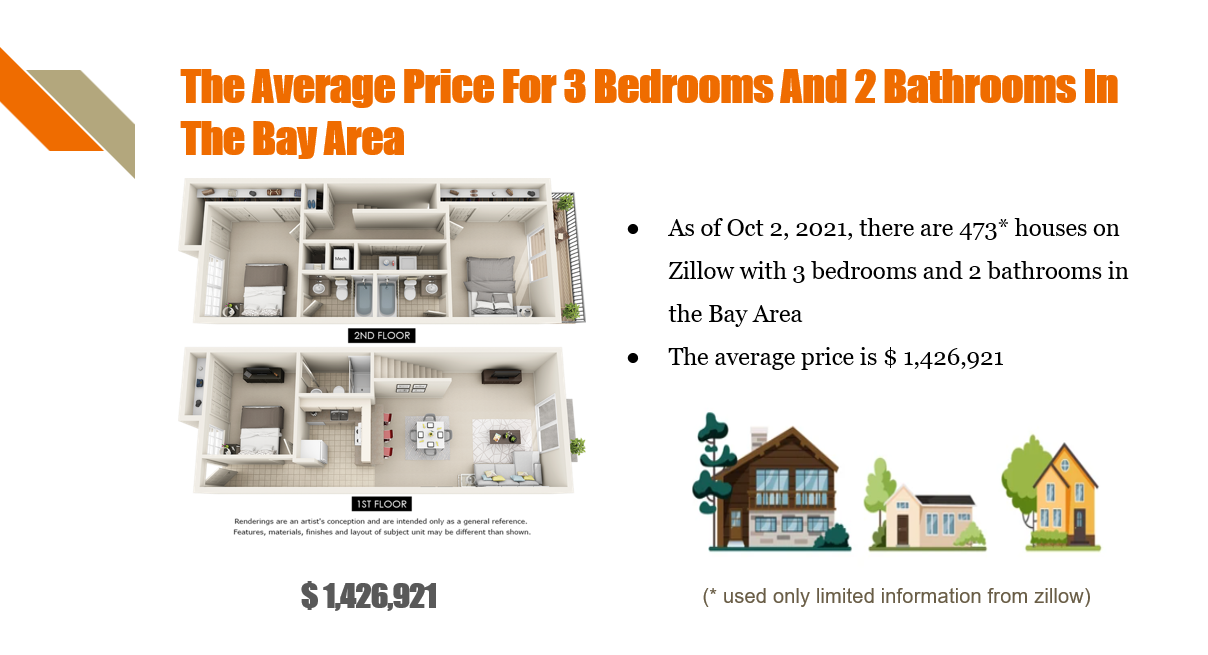 The Average Price For 3 Bedrooms And 2 Bathrooms In
The Bay Area
Mech.
2ND FLOOR
1ST FLOOR
Renderings are an artist's conception and are intended only as a general reference.
Features, materials, finishes and layout of subject unit may be different than shown.
$ 1,426,921
● As of Oct 2, 2021, there are 473* houses on
Zillow with 3 bedrooms and 2 bathrooms in
the Bay Area
● The average price is $ 1,426,921
(* used only limited information from zillow)